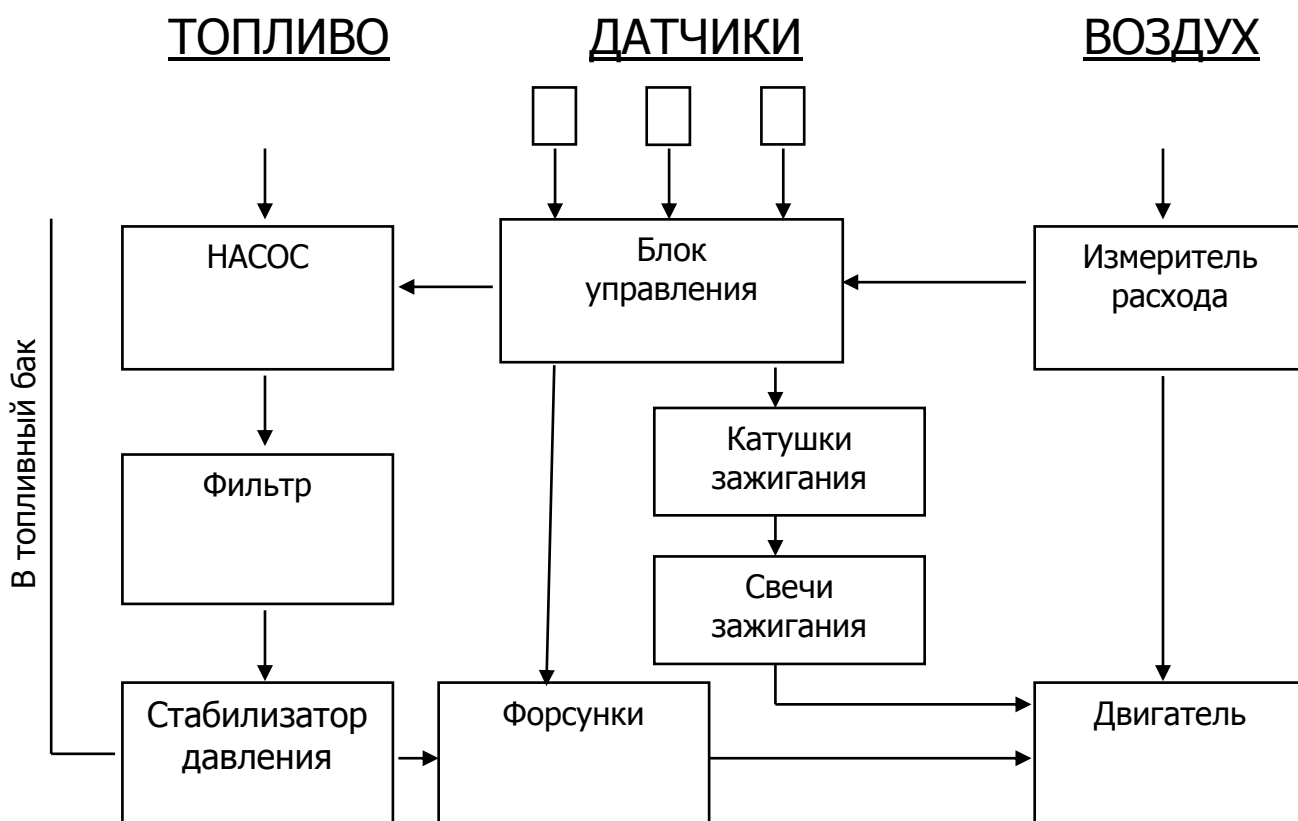 ТОПЛИВО
ДАТЧИКИ
ВОЗДУХ
НАСОС
Блок
управления
Измеритель
расхода
В топливный бак
Катушки
зажигания
Фильтр
Свечи
зажигания
Стабилизатор
давления
Форсунки
Двигатель